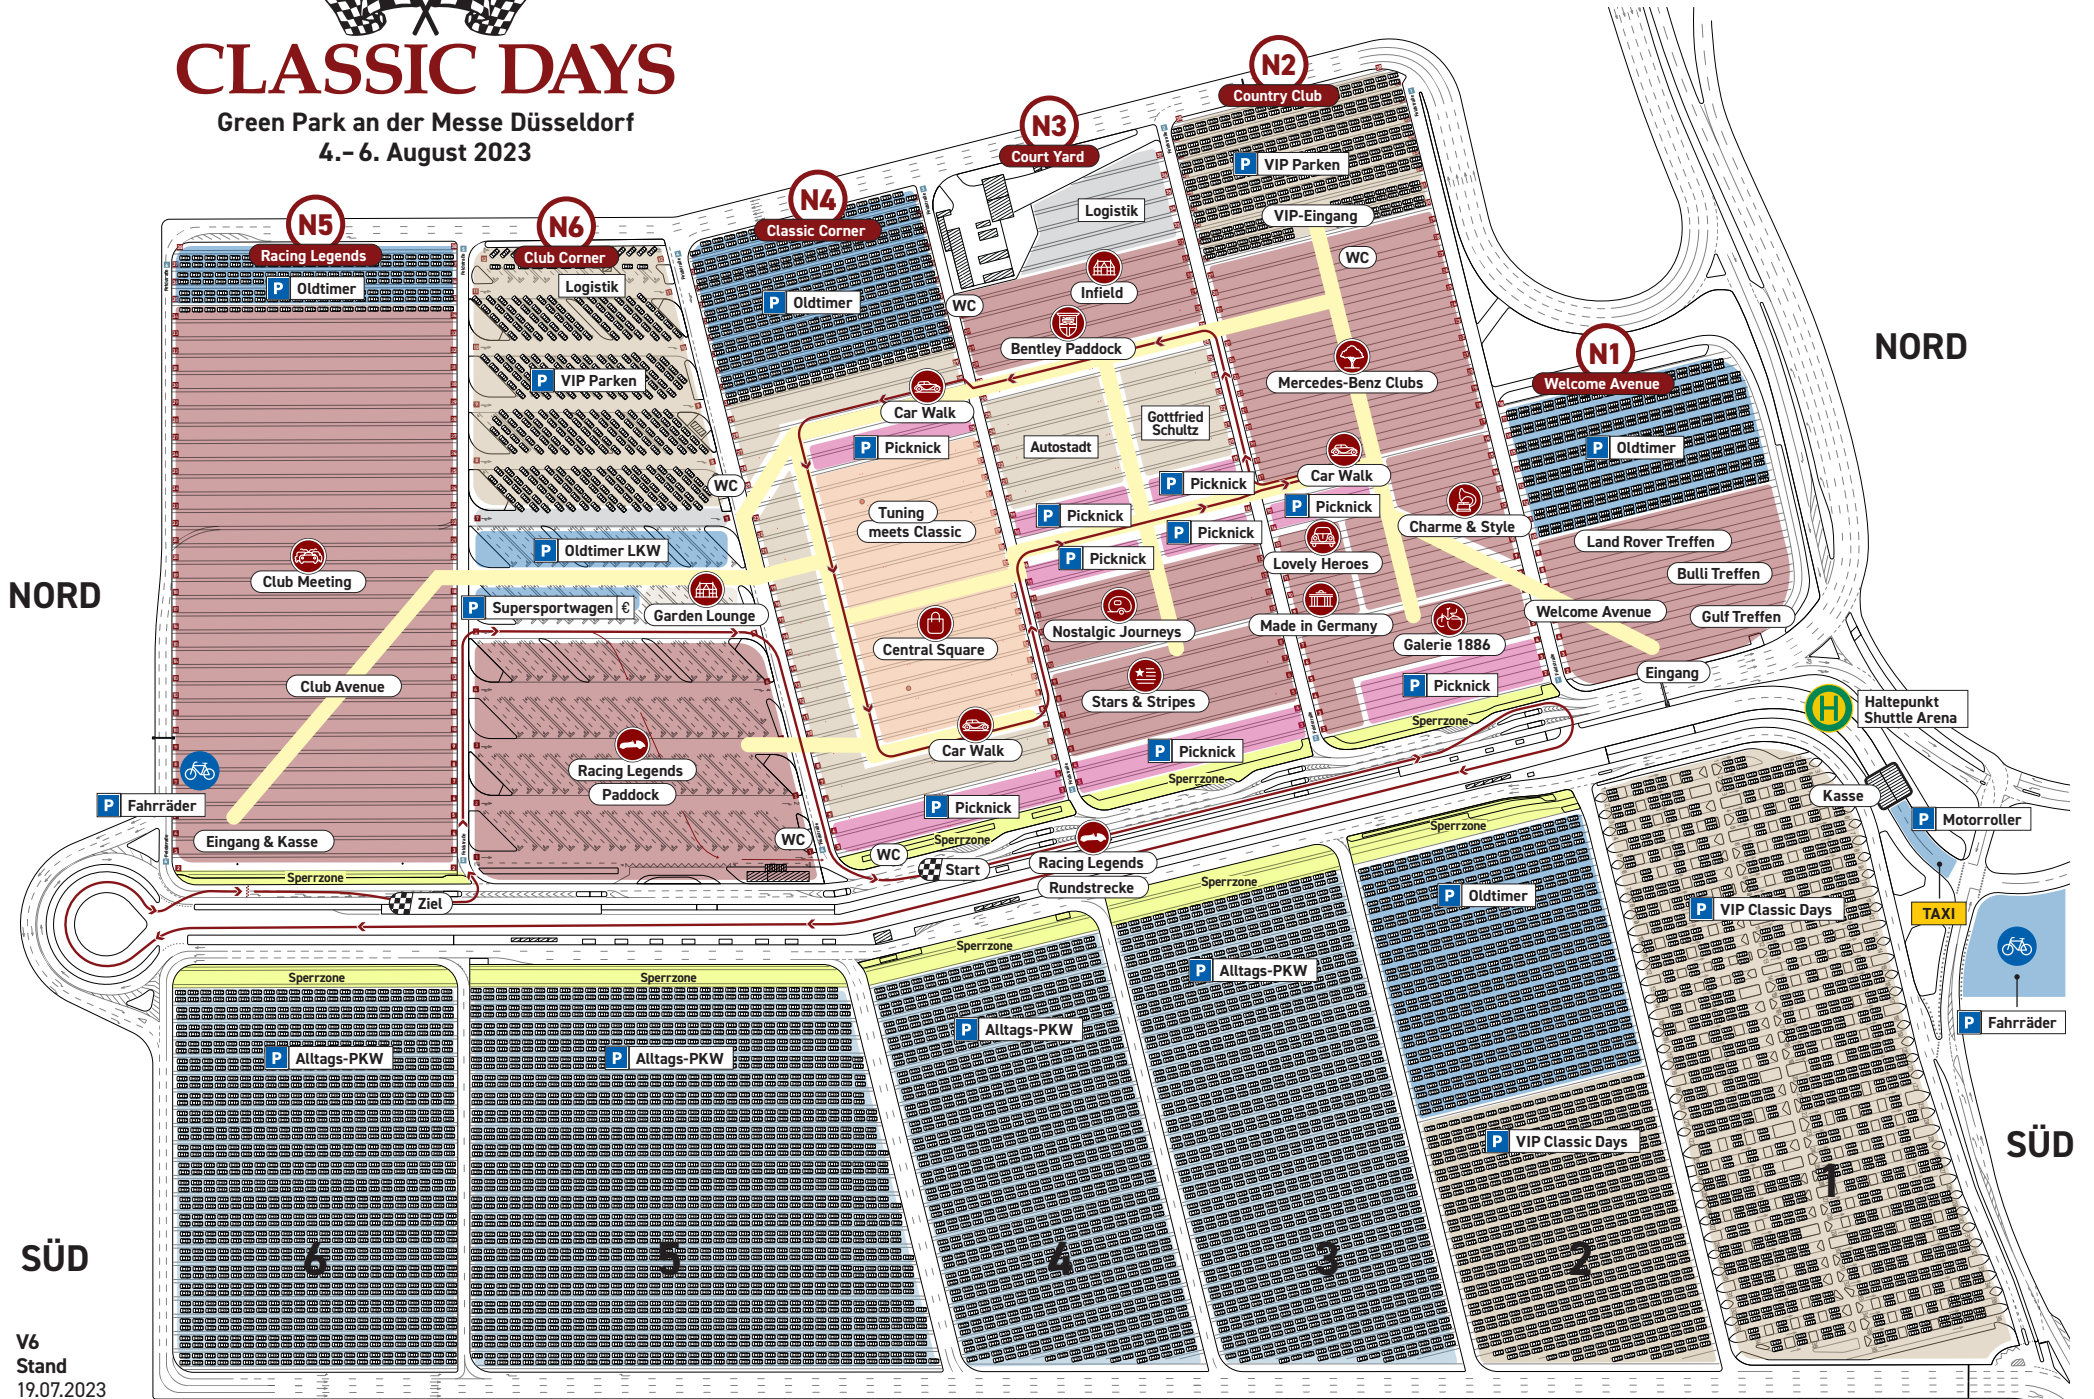 CLASSIC DAYS
Green Park an der Messe Düsseldorf
4.–6. August 2023
N2
Country Club
N3
Court Yard
N4
Classic Corner
N5
Racing Legends
N6
Club Corner
N1
Welcome Avenue
NORD
NORD
SÜD
SÜD
P VIP Parken
VIP-Eingang
WC
Logistik
Infield
Bentley Paddock
WC
P Oldtimer
P Oldtimer
Logistik
P VIP Parken
Mercedes-Benz Clubs
Car Walk
Gottfried
Schultz
Autostadt
P Picknick
P Oldtimer
Car Walk
WC
P Picknick
P Picknick
P Picknick
P Picknick
P Picknick
Tuning
meets Classic
Charme & Style
Land Rover Treffen
Bulli Treffen
Gulf Treffen
Welcome Avenue
P Oldtimer LKW
Club Meeting
Lovely Heroes
P Supersportwagen €
Garden Lounge
Nostalgic Journeys
Made in Germany
Galerie 1886
Central Square
Eingang
Club Avenue
Stars & Stripes
P Picknick
Haltepunkt
Shuttle Arena
H
Sperrzone
Car Walk
P Picknick
Sperrzone
Racing Legends
Paddock
P Fahrräder
P Picknick
Kasse
P Motorroller
Eingang & Kasse
WC
Sperrzone
WC
Start
Racing Legends
Rundstrecke
Sperrzone
Sperrzone
Sperrzone
Ziel
P Oldtimer
P VIP Classic Days
TAXI
Sperrzone
Sperrzone
Sperrzone
P Alltags-PKW
P Alltags-PKW
P Alltags-PKW
P Alltags-PKW
P Fahrräder
P VIP Classic Days
6
5
4
3
2
1
V6
Stand
19.07.2023